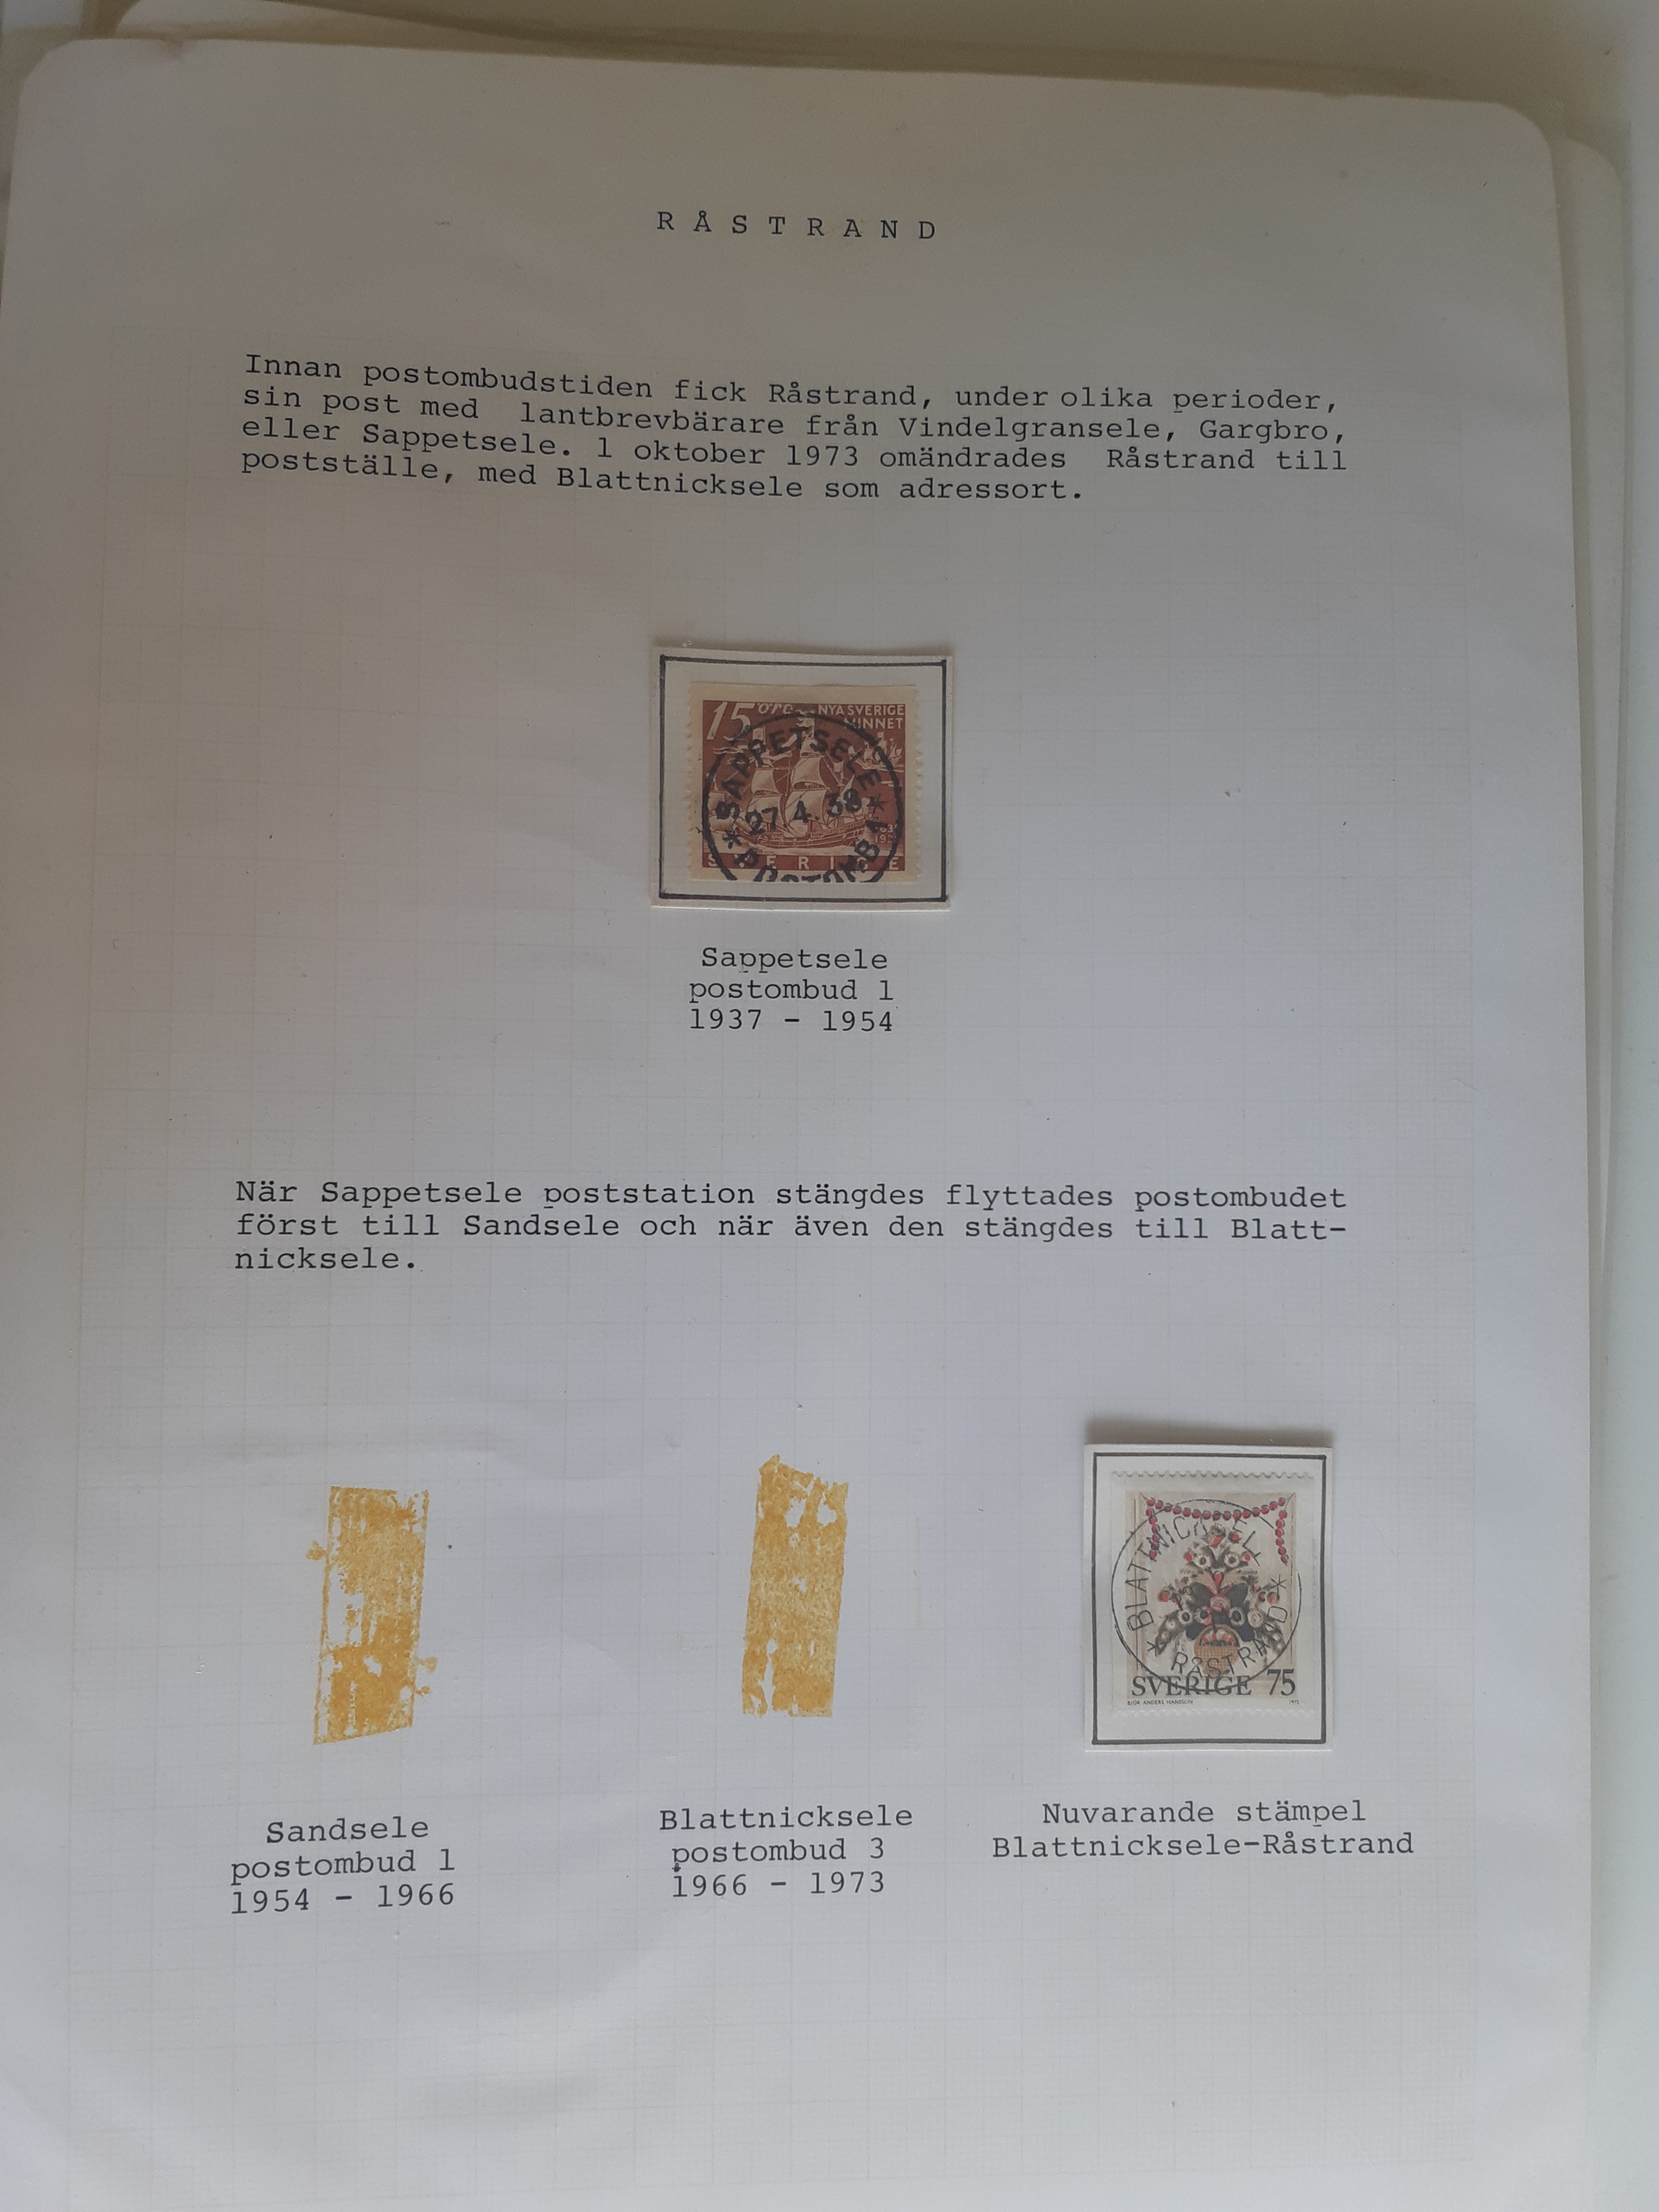 RÅSTRAND
Innan postombudstiden fick Råstrand, under olika perioder,
sin post med lantbrevbärare från Vindelgransele, Gargbro,
eller Sappetsele. 1 oktober 1973 omändrades Råstrand till
postställe, med Blattnicksele som adressort.
15 öre NYA SVERIGE
MINNET
SAPPETSELE
27.4.38
POSTOMB 1
SVERIGE
Sappetsele
postombud 1
1937 - 1954
När Sappetsele poststation stängdes flyttades postombudet
först till Sandsele och när även den stängdes till Blatt-
nicksele.
BLATTNICKSELE
RÅSTRAND
SVERIGE 75
Sandsele
postombud 1
1954 - 1966
Blattnicksele
postombud 3
1966 - 1973
Nuvarande stämpel
Blattnicksele-Råstrand